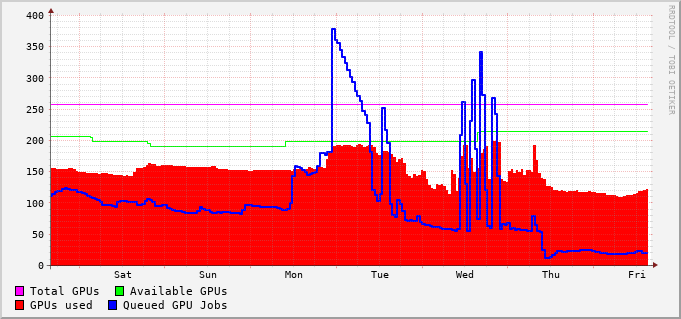 400
350
300
250
200
150
100
50
0
Sat Sun Mon Tue Wed Thu Fri
Total GPUs Available GPUs
GPUs used Queued GPU Jobs
RRDTOOL / TOBI OETIKER